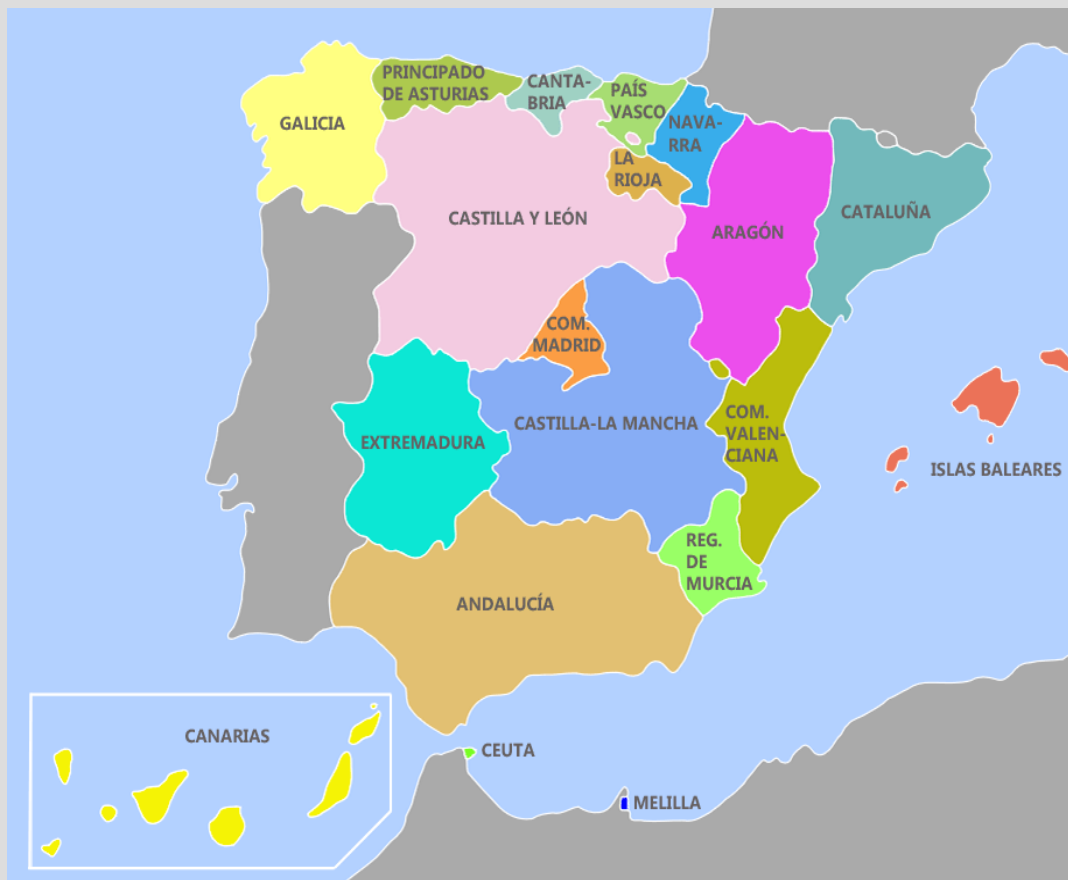 PRINCIPADO
DE ASTURIAS
CANTA-
BRIA
PAÍS
VASCO
GALICIA
NAVA-
RRA
LA
RIOJA
CASTILLA Y LEÓN
CATALUÑA
ARAGÓN
COM.
MADRID
COM.
VALEN-
CIANA
CASTILLA-LA MANCHA
EXTREMADURA
ISLAS BALEARES
REG.
DE
MURCIA
ANDALUCÍA
CANARIAS
CEUTA
MELILLA